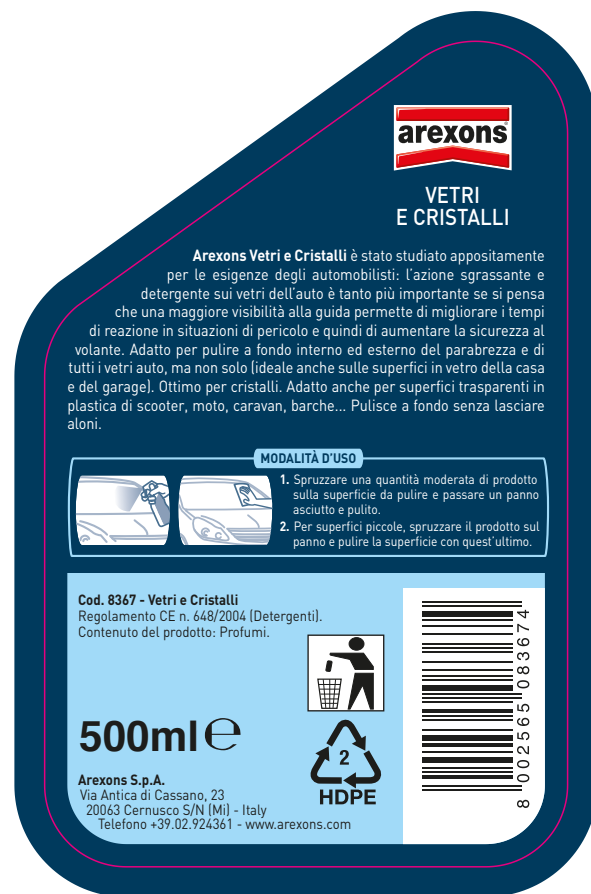 arexons
VETRI
E CRISTALLI
Arexons Vetri e Cristalli è stato studiato appositamente
per le esigenze degli automobilisti: l'azione sgrassante e
detergente sui vetri dell'auto è tanto più importante se si pensa
che una maggiore visibilità alla guida permette di migliorare i tempi
di reazione in situazioni di pericolo e quindi di aumentare la sicurezza al
volante. Adatto per pulire a fondo interno ed esterno del parabrezza e di
tutti i vetri auto, ma non solo (ideale anche sulle superfici in vetro della casa
e del garage). Ottimo per cristalli. Adatto anche per superfici trasparenti in
plastica di scooter, moto, caravan, barche... Pulisce a fondo senza lasciare
aloni.
MODALITÀ D'USO
1. Spruzzare una quantità moderata di prodotto
sulla superficie da pulire e passare un panno
asciutto e pulito.
2. Per superfici piccole, spruzzare il prodotto sul
panno e pulire la superficie con quest'ultimo.
Cod. 8367 - Vetri e Cristalli
Regolamento CE n. 648/2004 (Detergenti).
Contenuto del prodotto: Profumi.
500ml ℮
2
HDPE
Arexons S.p.A.
Via Antica di Cassano, 23
20063 Cernusco S/N (Mi) - Italy
Telefono +39.02.924361 - www.arexons.com
8 002565 083674